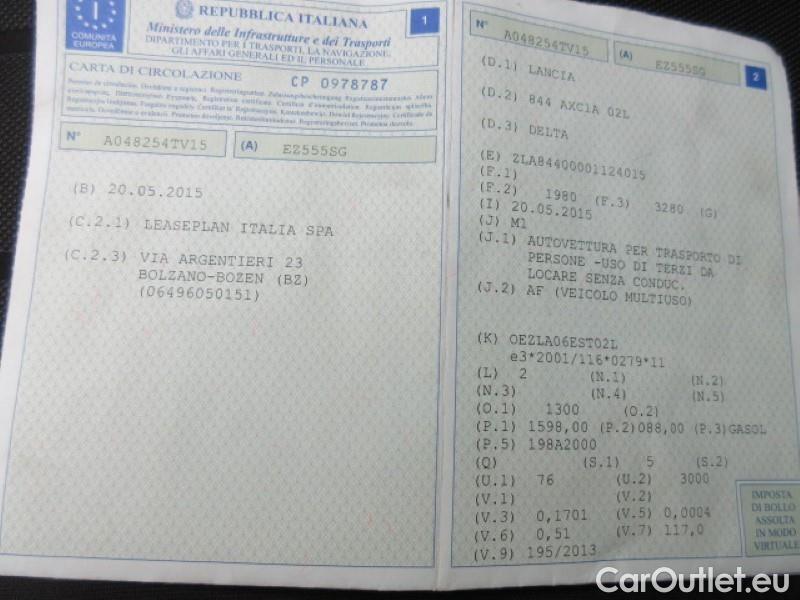 I
COMUNITÀ
EUROPEA
REPUBBLICA ITALIANA
1
Ministero delle Infrastrutture e dei Trasporti
DIPARTIMENTO PER I TRASPORTI, LA NAVIGAZIONE,
GLI AFFARI GENERALI ED IL PERSONALE
CARTA DI CIRCOLAZIONE CP 0978787
N° A048254TV15 (A) EZ555SG
(B) 20.05.2015
(C.2.1) LEASEPLAN ITALIA SPA
(C.2.3) VIA ARGENTIERI 23
BOLZANO-BOZEN (BZ)
(06496050151)
N° A048254TV15 (A) EZ555SG
2
(D.1) LANCIA
(D.2) 844 AXC1A 02L
(D.3) DELTA
(E) ZLA84400001124015
(F.1)
(F.2) 1980 (F.3) 3280 (G)
(I) 20.05.2015
(J) M1
(J.1) AUTOVETTURA PER TRASPORTO DI
PERSONE -USO DI TERZI DA
LOCARE SENZA CONDUC.
(J.2) AF (VEICOLO MULTIUSO)
(K) OEZLA06EST02L
e3*2001/116*0279*11
(L) 2 (N.1) (N.2)
(N.3) (N.4) (N.5)
(O.1) 1300 (O.2)
(P.1) 1598,00 (P.2)088,00 (P.3)GASOL
(P.5) 198A2000
(Q) (S.1) 5 (S.2)
(U.1) 76 (U.2) 3000
(V.1) (V.2)
(V.3) 0,1701 (V.5) 0,0004
(V.6) 0,51 (V.7) 117,0
(V.9) 195/2013
IMPOSTA
DI BOLLO
ASSOLTA
IN MODO
VIRTUALE
CarOutlet.eu